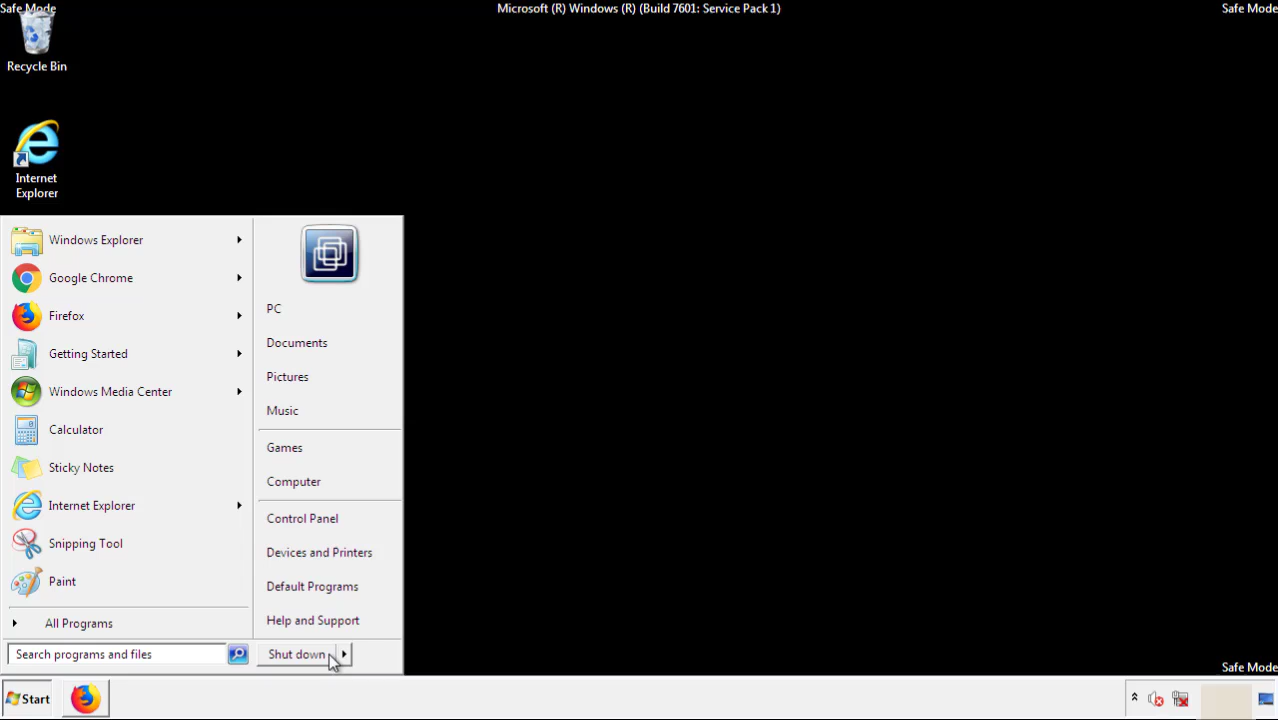 Safe Mode
Microsoft (R) Windows (R) (Build 7601: Service Pack 1)
Safe Mode
Recycle Bin
Internet
Explorer
Windows Explorer
Google Chrome
Firefox
Getting Started
Windows Media Center
Calculator
Sticky Notes
Internet Explorer
Snipping Tool
Paint
All Programs
Search programs and files
PC
Documents
Pictures
Music
Games
Computer
Control Panel
Devices and Printers
Default Programs
Help and Support
Shut down
Safe Mode
Start